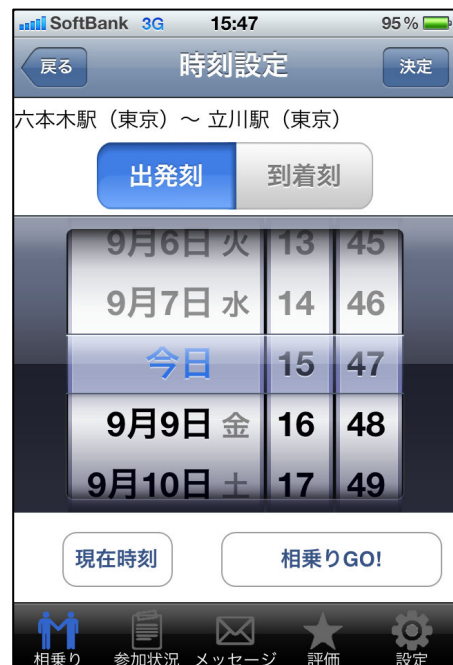 SoftBank 3G 15:47 95%
戻る 時刻設定 決定
六本木駅（東京）～ 立川駅（東京）
出発刻 到着刻
9月6日 火 13 45
9月7日 水 14 46
今日 15 47
9月9日 金 16 48
9月10日 土 17 49
現在時刻 相乗りGO!
相乗り 参加状況 メッセージ 評価 設定